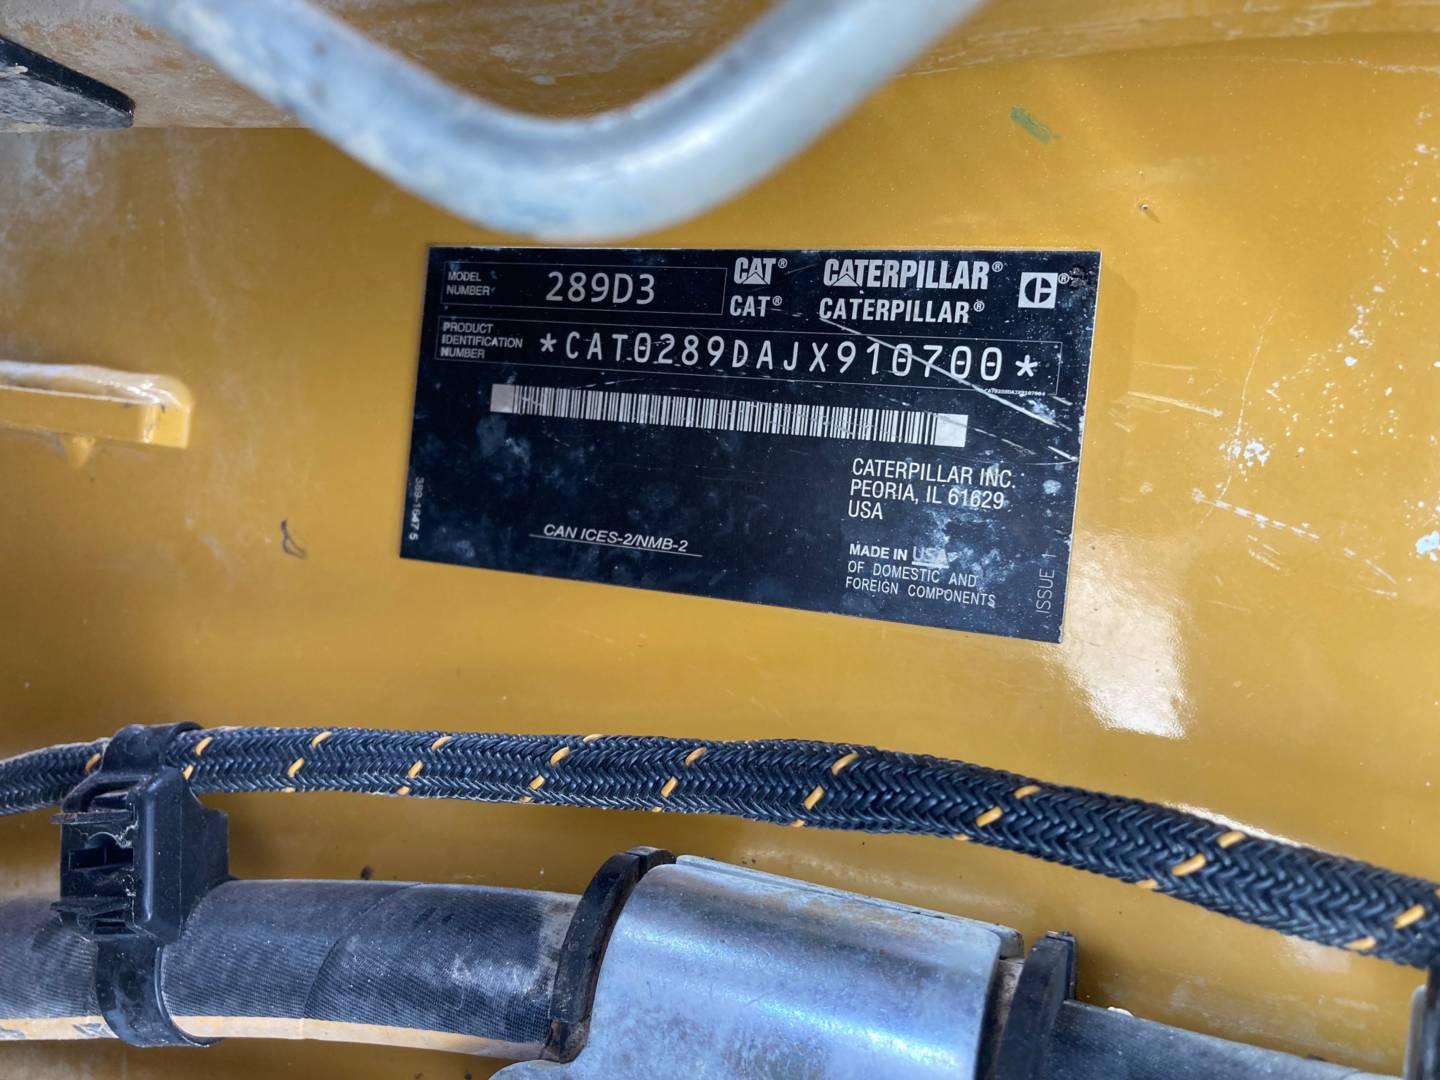 MODEL NUMBER 289D3
CAT® CATERPILLAR®
CAT® CATERPILLAR®
PRODUCT IDENTIFICATION NUMBER *CAT0289DAJX910700*
CATERPILLAR INC.
PEORIA, IL 61629
USA
CAN ICES-2/NMB-2
MADE IN USA
OF DOMESTIC AND
FOREIGN COMPONENTS
ISSUE 1